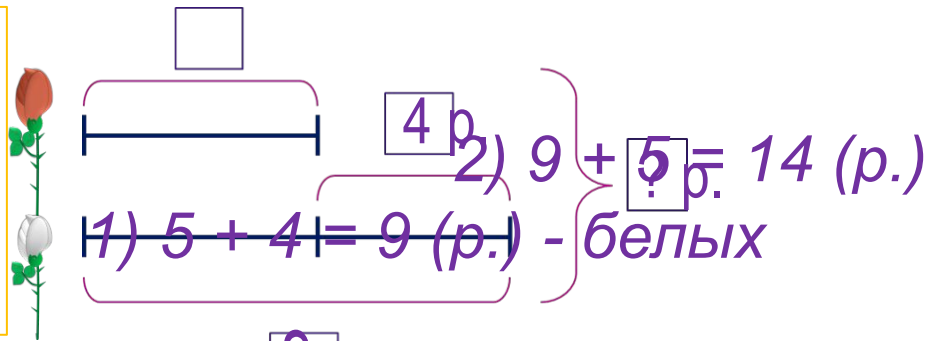 4 р.
2) 9 + 5 = 14 (р.)
? р.
1) 5 + 4 = 9 (р.) - белых